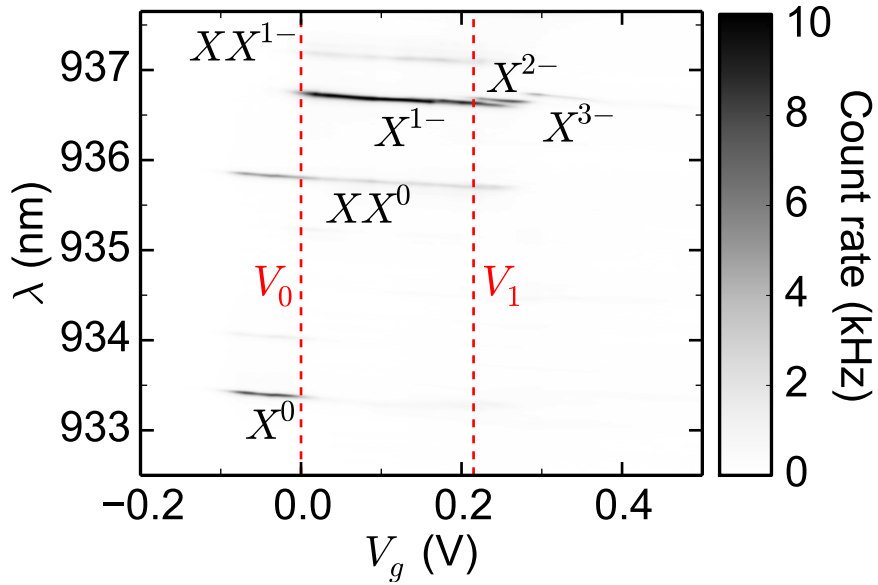 XX¹⁻
X²⁻
X¹⁻
X³⁻
XX⁰
V₀
V₁
X⁰
937
936
935
934
933
λ (nm)
−0.2
0.0
0.2
0.4
V_g (V)
10
8
6
4
2
0
Count rate (kHz)